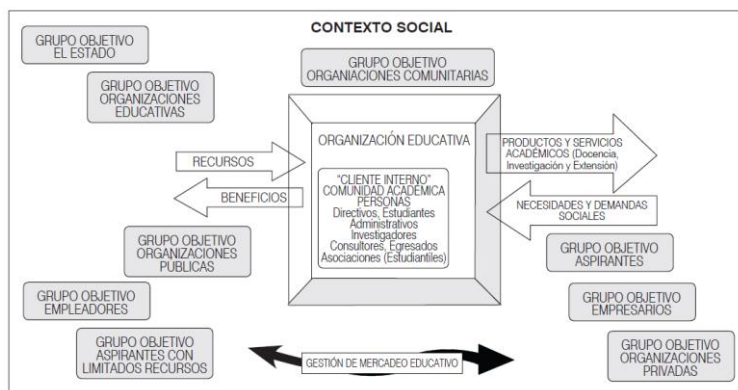 CONTEXTO SOCIAL
GRUPO OBJETIVO
EL ESTADO
GRUPO OBJETIVO
ORGANIZACIONES
EDUCATIVAS
GRUPO OBJETIVO
ORGANIACIONES COMUNITARIAS
RECURSOS
BENEFICIOS
ORGANIZACIÓN EDUCATIVA
"CLIENTE INTERNO"
COMUNIDAD ACADÉMICA
PERSONAS
Directivos, Estudiantes
Administrativos
Investigadores
Consultores, Egresados
Asociaciones (Estudiantiles)
PRODUCTOS Y SERVICIOS
ACADÉMICOS (Docencia,
Investigación y Extensión)
NECESIDADES Y DEMANDAS
SOCIALES
GRUPO OBJETIVO
ORGANIZACIONES
PÚBLICAS
GRUPO OBJETIVO
EMPLEADORES
GRUPO OBJETIVO
ASPIRANTES CON
LIMITADOS RECURSOS
GESTIÓN DE MERCADEO EDUCATIVO
GRUPO OBJETIVO
ASPIRANTES
GRUPO OBJETIVO
EMPRESARIOS
GRUPO OBJETIVO
ORGANIZACIONES
PRIVADAS